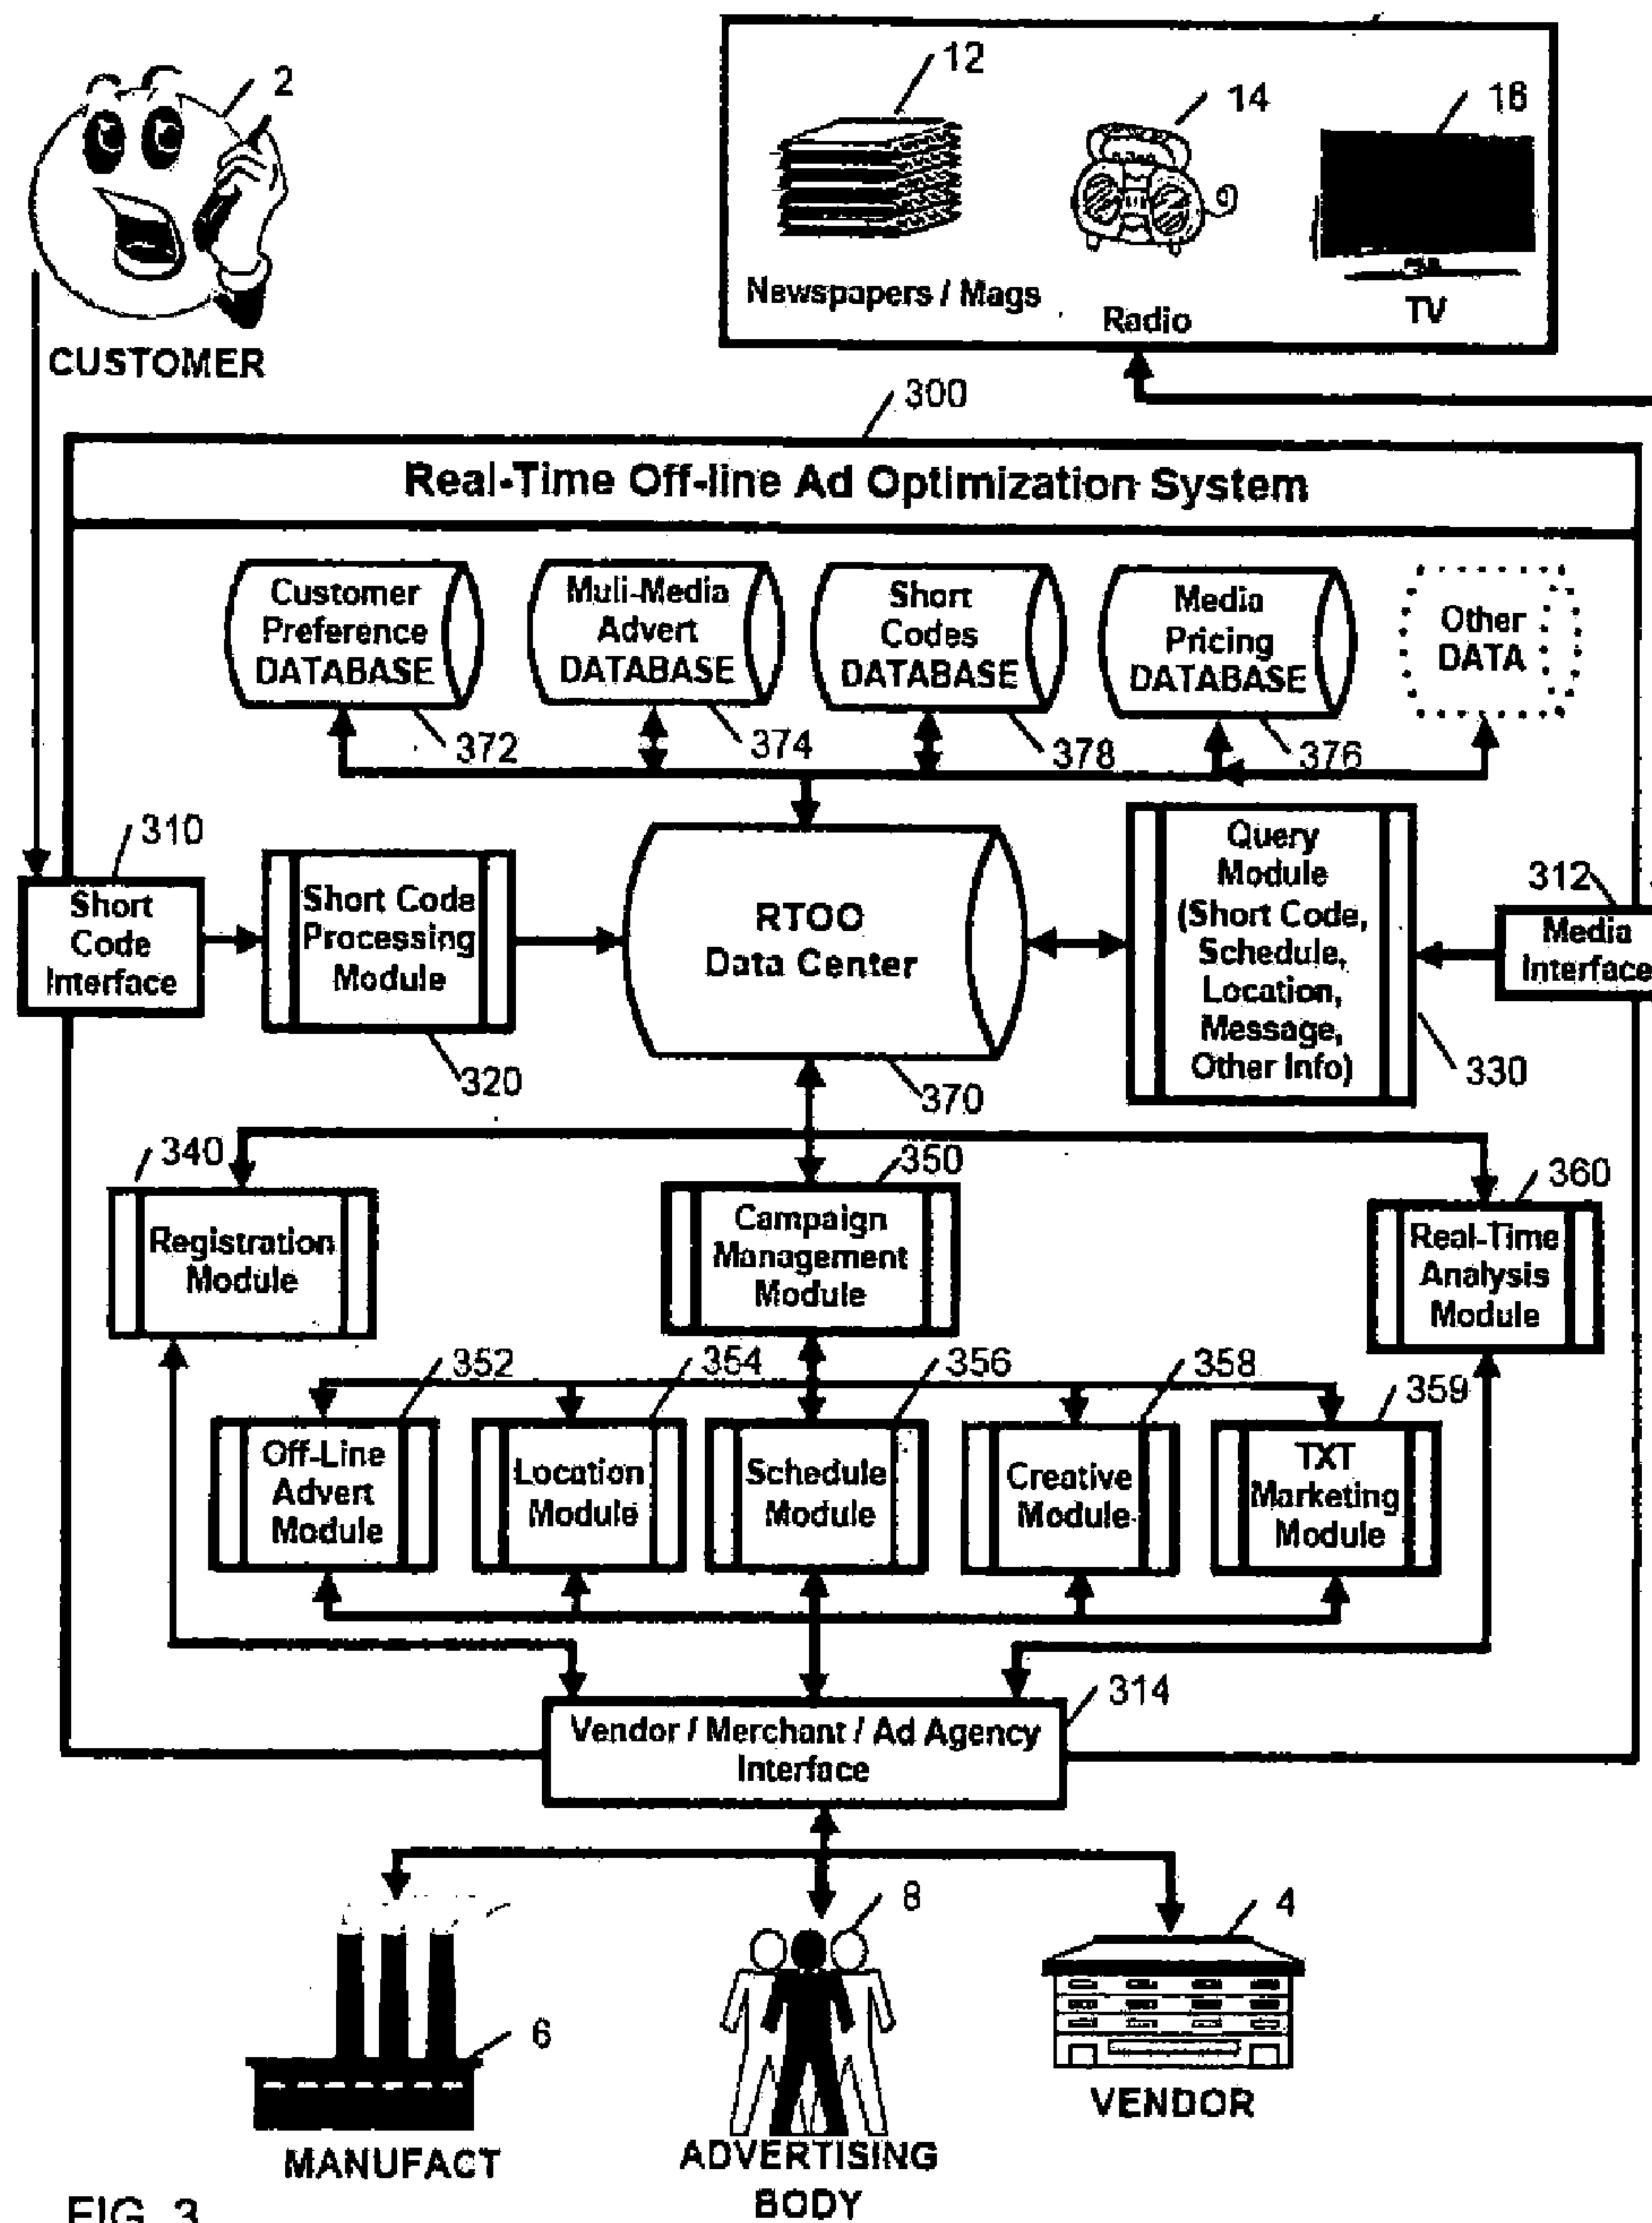 2
12
14
16
Newspapers / Mags
Radio
TV
CUSTOMER
300
Real-Time Off-line Ad Optimization System
Customer
Preference
DATABASE
Muli-Media
Advert
DATABASE
Short
Codes
DATABASE
Media
Pricing
DATABASE
Other
DATA
372
374
378
376
310
Short
Code
Interface
Short Code
Processing
Module
320
RTOO
Data Center
370
Query
Module
(Short Code,
Schedule,
Location,
Message,
Other Info)
330
312
Media
Interface
340
Registration
Module
350
Campaign
Management
Module
360
Real-Time
Analysis
Module
352
354
356
358
359
Off-Line
Advert
Module
Location
Module
Schedule
Module
Creative
Module
TXT
Marketing
Module
314
Vendor / Merchant / Ad Agency
Interface
6
8
4
MANUFACT
ADVERTISING
BODY
VENDOR
FIG. 3